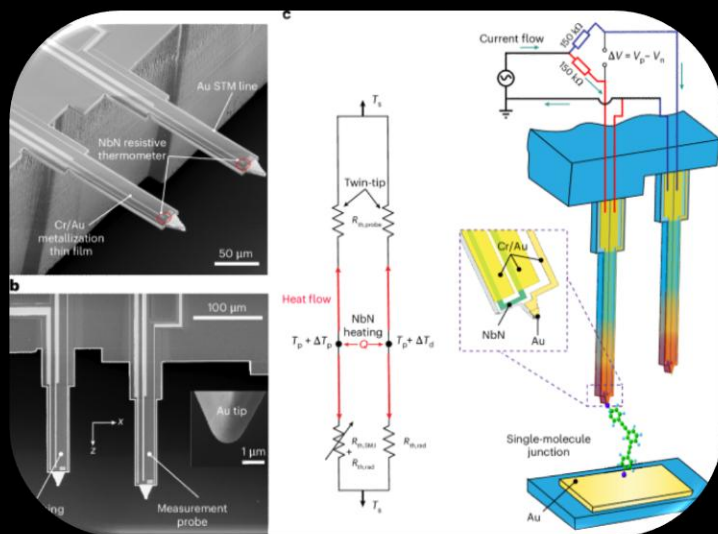 Au STM line
NbN resistive
thermometer
Cr/Au
metallization
thin film
50 µm
b
100 µm
x
z
Au tip
1 µm
Measurement
probe
c
T_s
Twin-tip
R_th,probe
Heat flow
NbN
heating
T_p + ΔT_p
Q
T_p + ΔT_d
R_th,SMJ
+
R_th,rad
R_th,rad
T_s
Current flow
150 kΩ
150 kΩ
ΔV = V_p – V_n
Cr/Au
NbN
Au
Single-molecule
junction
Au